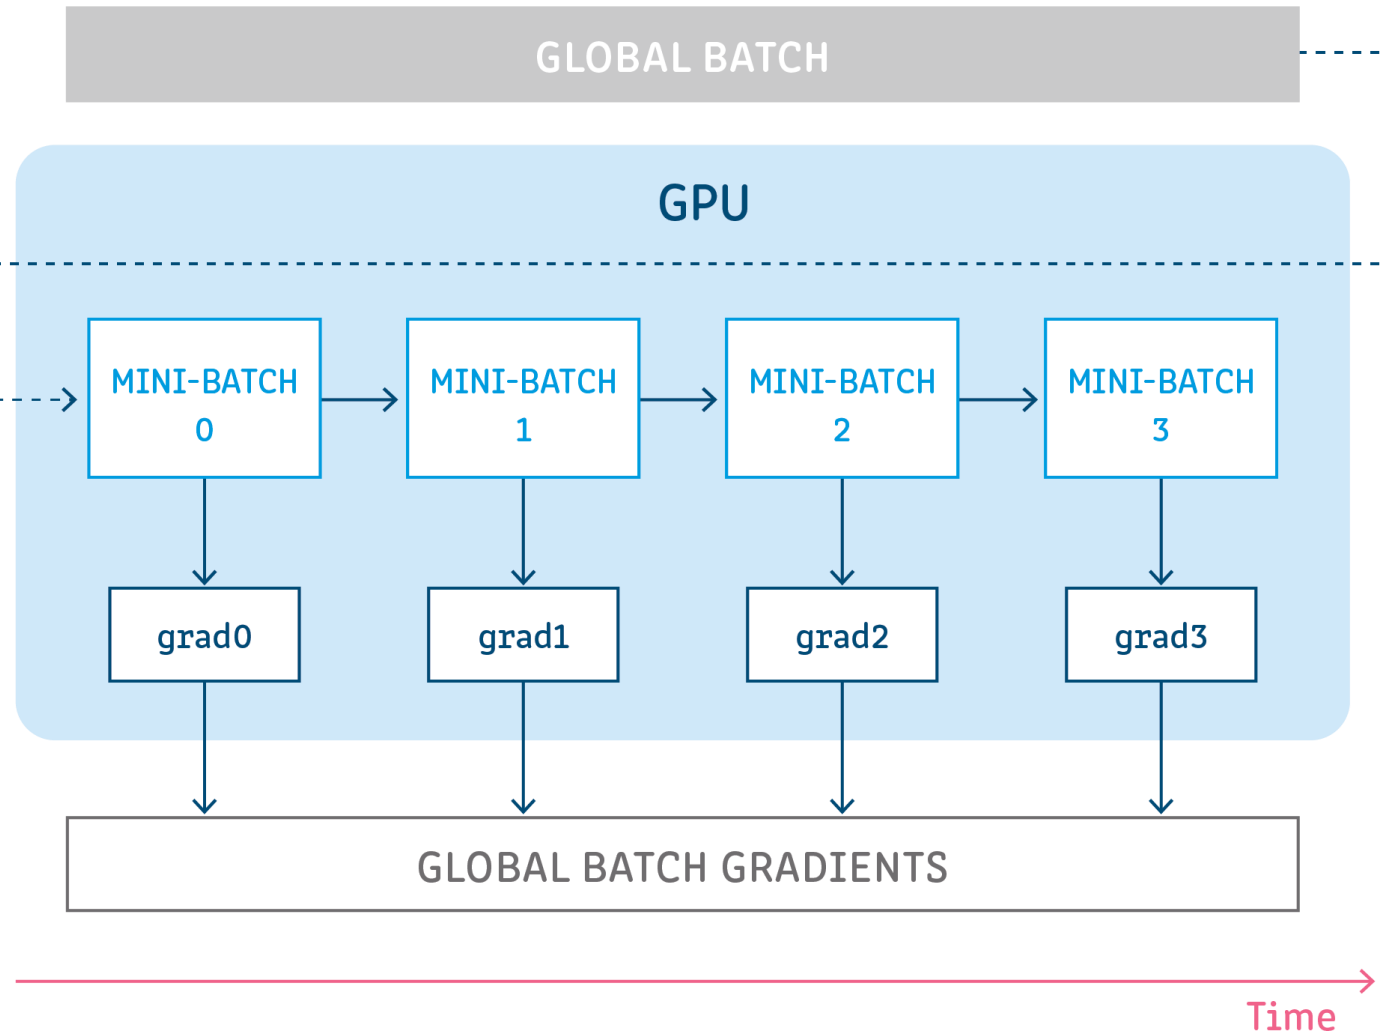 GLOBAL BATCH
GPU
MINI-BATCH
0
MINI-BATCH
1
MINI-BATCH
2
MINI-BATCH
3
grad0
grad1
grad2
grad3
GLOBAL BATCH GRADIENTS
Time